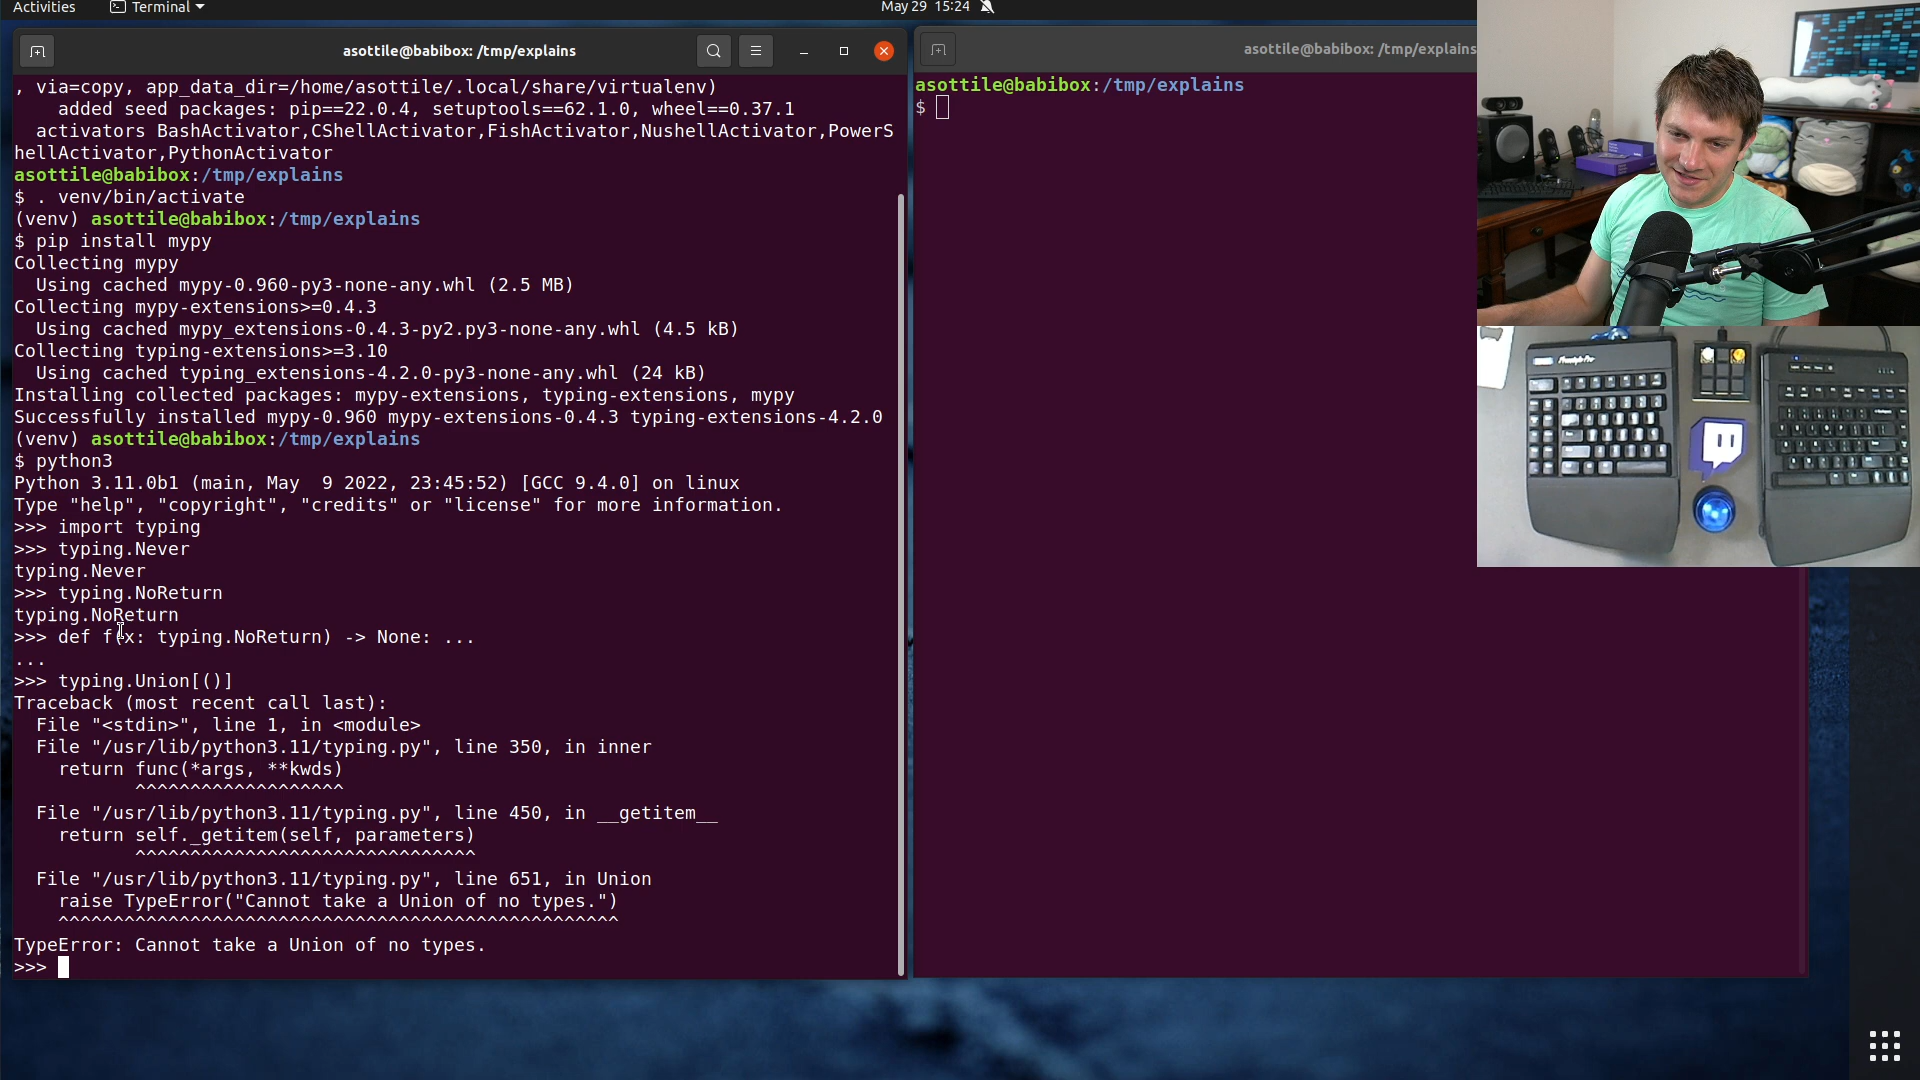 Activities
Terminal
May 29 15:24
asottile@babibox: /tmp/explains
, via=copy, app_data_dir=/home/asottile/.local/share/virtualenv)
    added seed packages: pip==22.0.4, setuptools==62.1.0, wheel==0.37.1
  activators BashActivator,CShellActivator,FishActivator,NushellActivator,PowerS
hellActivator,PythonActivator
asottile@babibox:/tmp/explains
$ . venv/bin/activate
(venv) asottile@babibox:/tmp/explains
$ pip install mypy
Collecting mypy
  Using cached mypy-0.960-py3-none-any.whl (2.5 MB)
Collecting mypy-extensions>=0.4.3
  Using cached mypy_extensions-0.4.3-py2.py3-none-any.whl (4.5 kB)
Collecting typing-extensions>=3.10
  Using cached typing_extensions-4.2.0-py3-none-any.whl (24 kB)
Installing collected packages: mypy-extensions, typing-extensions, mypy
Successfully installed mypy-0.960 mypy-extensions-0.4.3 typing-extensions-4.2.0
(venv) asottile@babibox:/tmp/explains
$ python3
Python 3.11.0b1 (main, May  9 2022, 23:45:52) [GCC 9.4.0] on linux
Type "help", "copyright", "credits" or "license" for more information.
>>> import typing
>>> typing.Never
typing.Never
>>> typing.NoReturn
typing.NoReturn
>>> def f(x: typing.NoReturn) -> None: ...
...
>>> typing.Union[()]
Traceback (most recent call last):
  File "<stdin>", line 1, in <module>
  File "/usr/lib/python3.11/typing.py", line 350, in inner
    return func(*args, **kwds)
           ^^^^^^^^^^^^^^^^^^^
  File "/usr/lib/python3.11/typing.py", line 450, in __getitem__
    return self._getitem(self, parameters)
           ^^^^^^^^^^^^^^^^^^^^^^^^^^^^^^^
  File "/usr/lib/python3.11/typing.py", line 651, in Union
    raise TypeError("Cannot take a Union of no types.")
    ^^^^^^^^^^^^^^^^^^^^^^^^^^^^^^^^^^^^^^^^^^^^^^^^^^^
TypeError: Cannot take a Union of no types.
>>>
asottile@babibox: /tmp/explains
asottile@babibox:/tmp/explains
$
Freestyle Pro